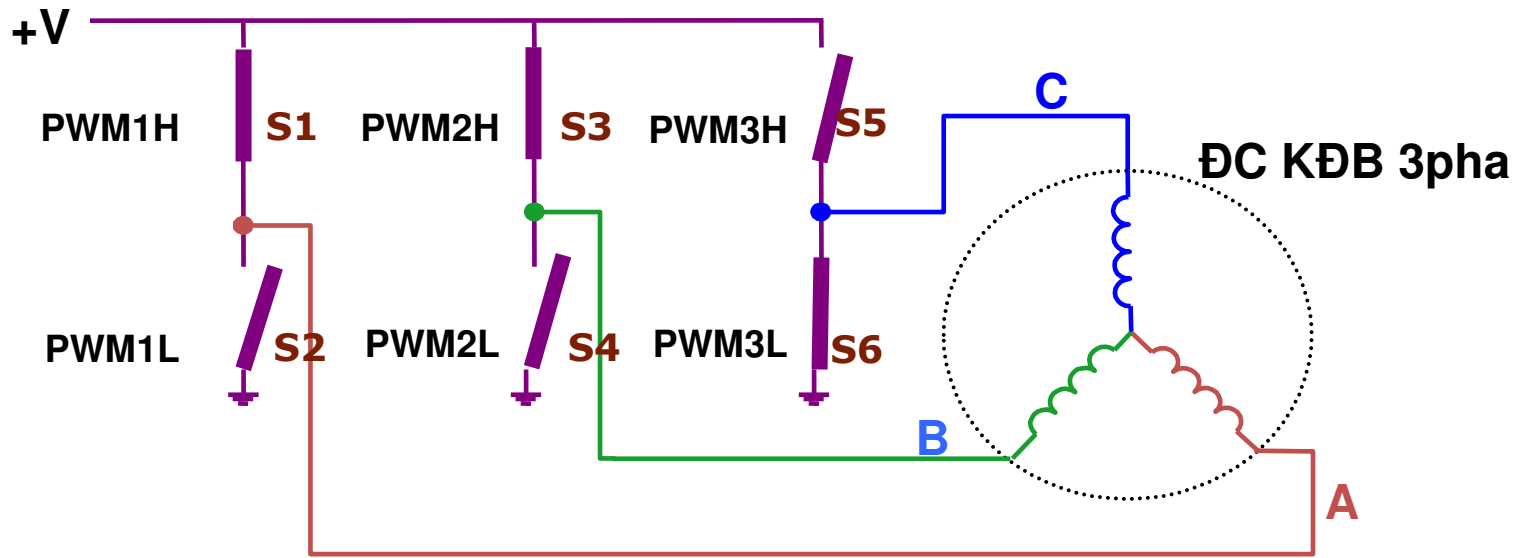 +V
C
PWM1H S1 PWM2H S3 PWM3H S5
ĐC KĐB 3pha
PWM1L S2 PWM2L S4 PWM3L S6
B
A